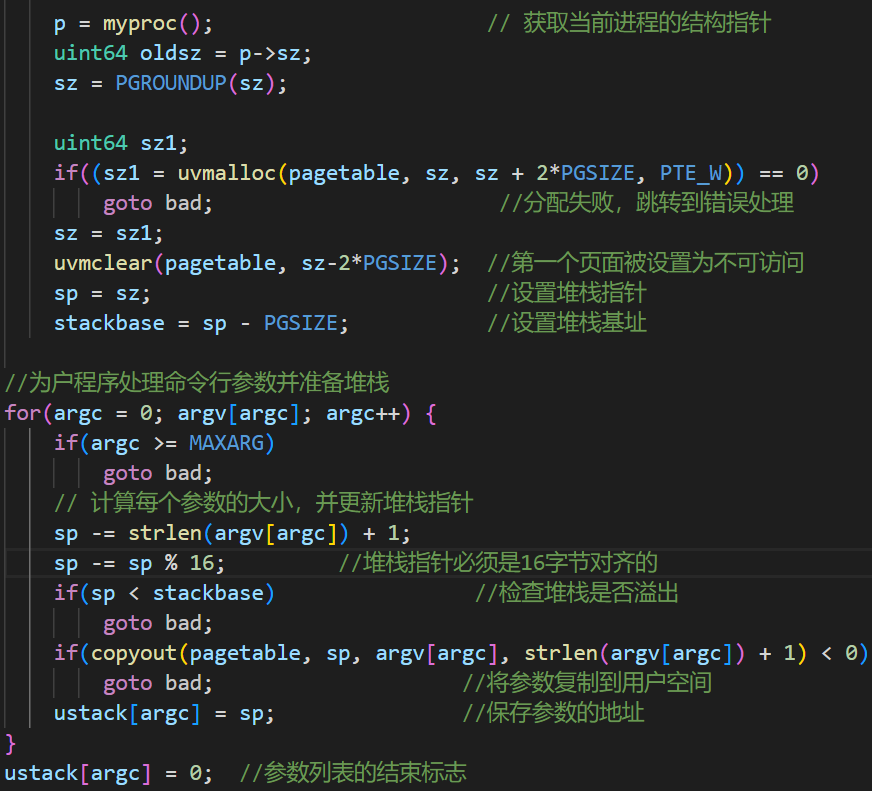 p = myproc(); // 获取当前进程的结构指针
uint64 oldsz = p->sz;
sz = PGROUNDUP(sz);
uint64 sz1;
if((sz1 = uvmalloc(pagetable, sz, sz + 2*PGSIZE, PTE_W)) == 0)
goto bad; //分配失败，跳转到错误处理
sz = sz1;
uvmclear(pagetable, sz-2*PGSIZE); //第一个页面被设置为不可访问
sp = sz; //设置堆栈指针
stackbase = sp - PGSIZE; //设置堆栈基址
//为户程序处理命令行参数并准备堆栈
for(argc = 0; argv[argc]; argc++) {
if(argc >= MAXARG)
goto bad;
// 计算每个参数的大小，并更新堆栈指针
sp -= strlen(argv[argc]) + 1;
sp -= sp % 16; //堆栈指针必须是16字节对齐的
if(sp < stackbase) //检查堆栈是否溢出
goto bad;
if(copyout(pagetable, sp, argv[argc], strlen(argv[argc]) + 1) < 0)
goto bad; //将参数复制到用户空间
ustack[argc] = sp; //保存参数的地址
}
ustack[argc] = 0; //参数列表的结束标志